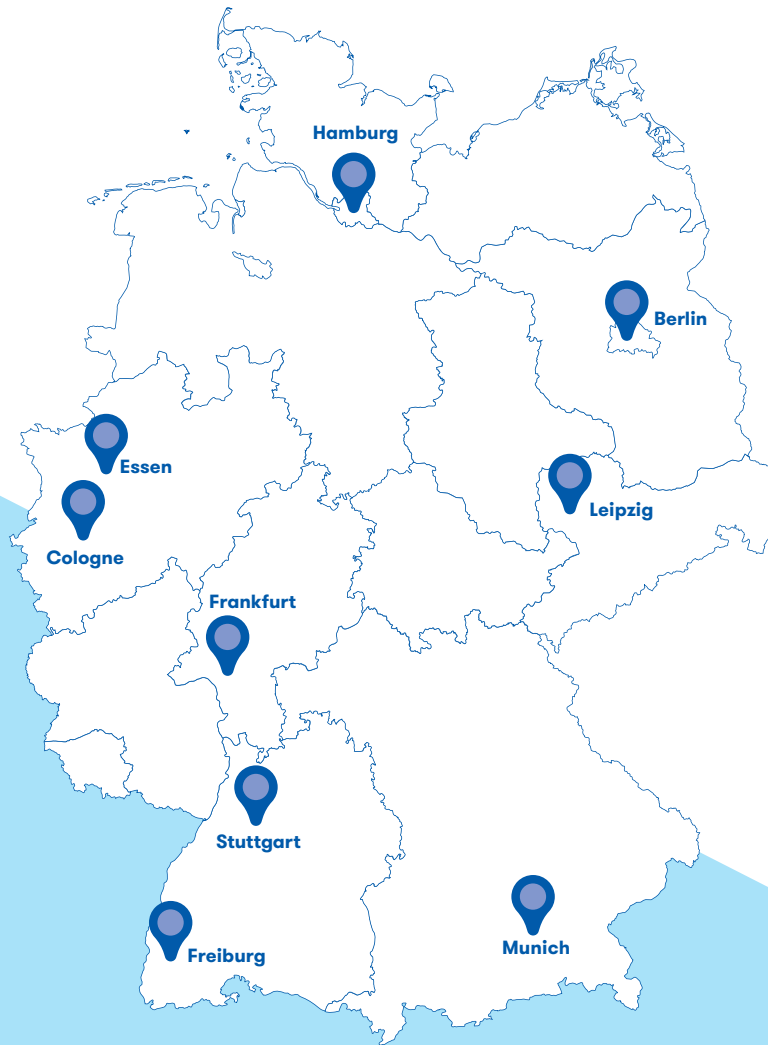 Hamburg
Berlin
Essen
Leipzig
Cologne
Frankfurt
Stuttgart
Munich
Freiburg